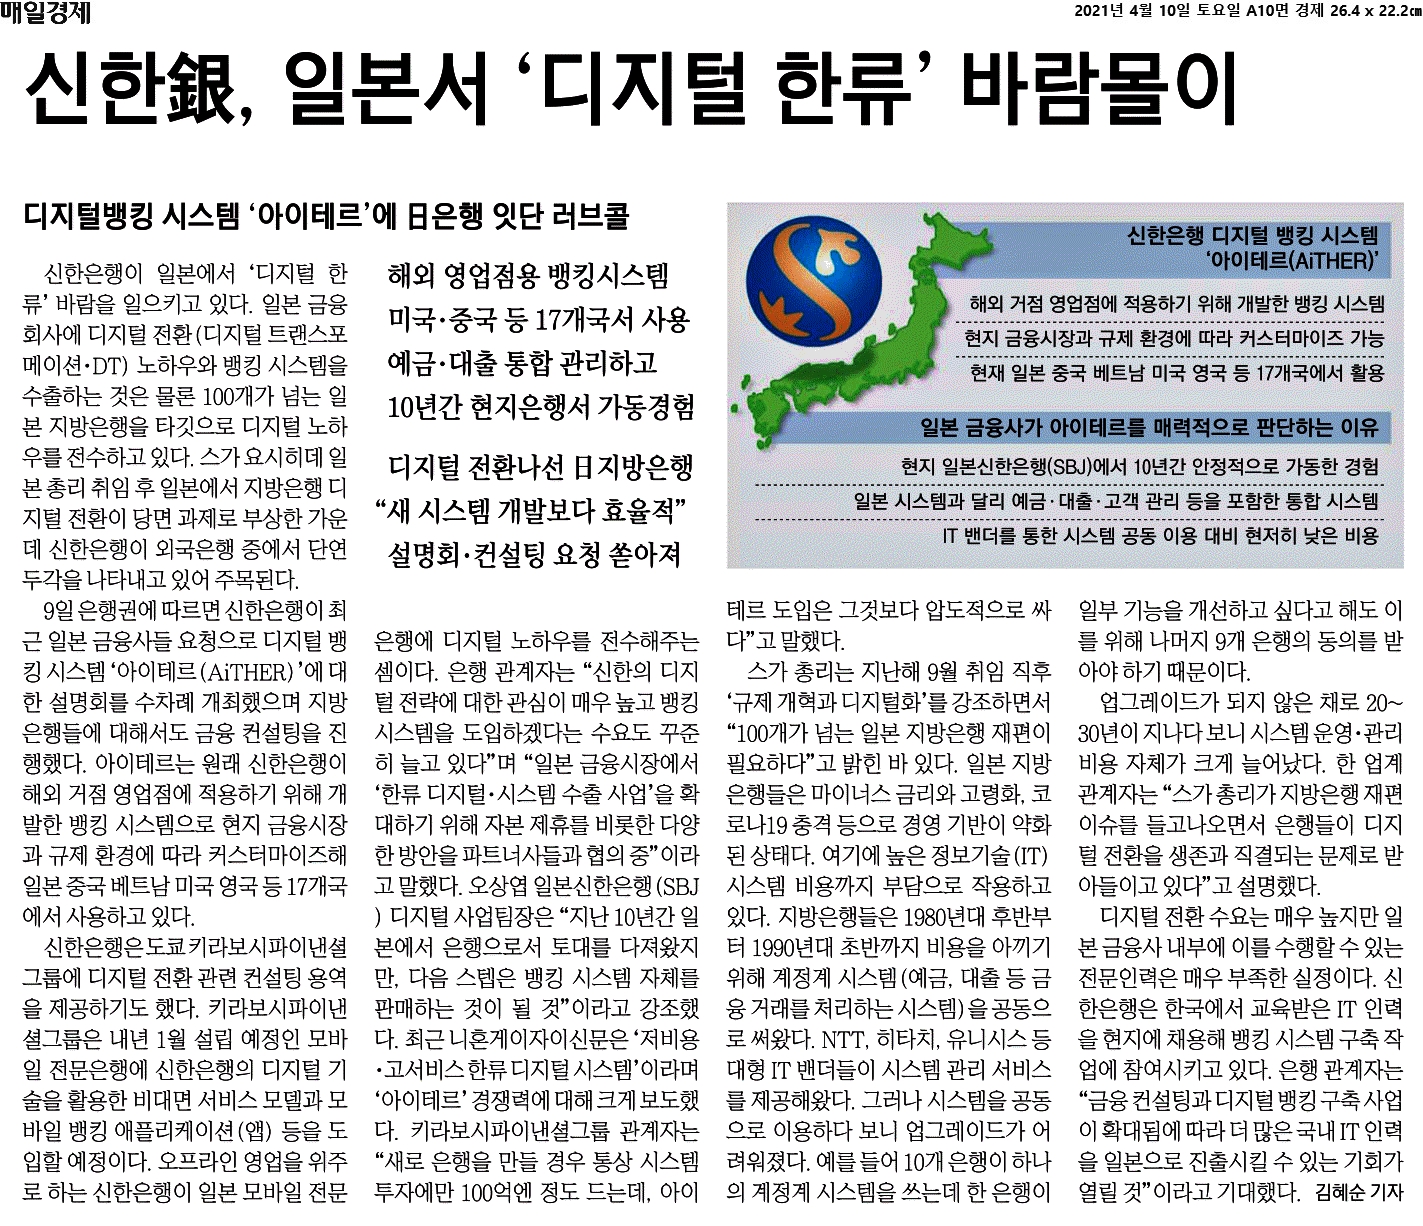 매일경제
2021년 4월 10일 토요일 A10면 경제 26.4 x 22.2㎝
신한銀, 일본서 ‘디지털 한류’ 바람몰이
디지털뱅킹 시스템 ‘아이테르’에 日은행 잇단 러브콜
신한은행이 일본에서 ‘디지털 한
류’ 바람을 일으키고 있다. 일본 금융
회사에 디지털 전환(디지털 트랜스포
메이션·DT) 노하우와 뱅킹 시스템을
수출하는 것은 물론 100개가 넘는 일
본 지방은행을 타깃으로 디지털 노하
우를 전수하고 있다. 스가 요시히데 일
본 총리 취임 후 일본에서 지방은행 디
지털 전환이 당면 과제로 부상한 가운
데 신한은행이 외국은행 중에서 단연
두각을 나타내고 있어 주목된다.
9일 은행권에 따르면 신한은행이 최
근 일본 금융사들 요청으로 디지털 뱅
킹 시스템 ‘아이테르(AiTHER)’에 대
한 설명회를 수차례 개최했으며 지방
은행들에 대해서도 금융 컨설팅을 진
행했다. 아이테르는 원래 신한은행이
해외 거점 영업점에 적용하기 위해 개
발한 뱅킹 시스템으로 현지 금융시장
과 규제 환경에 따라 커스터마이즈해
일본 중국 베트남 미국 영국 등 17개국
에서 사용하고 있다.
신한은행은 도쿄 키라보시파이낸셜
그룹에 디지털 전환 관련 컨설팅 용역
을 제공하기도 했다. 키라보시파이낸
셜그룹은 내년 1월 설립 예정인 모바
일 전문은행에 신한은행의 디지털 기
술을 활용한 비대면 서비스 모델과 모
바일 뱅킹 애플리케이션(앱) 등을 도
입할 예정이다. 오프라인 영업을 위주
로 하는 신한은행이 일본 모바일 전문
해외 영업점용 뱅킹시스템
미국·중국 등 17개국서 사용
예금·대출 통합 관리하고
10년간 현지은행서 가동경험
디지털 전환나선 日지방은행
“새 시스템 개발보다 효율적”
설명회·컨설팅 요청 쏟아져
은행에 디지털 노하우를 전수해주는
셈이다. 은행 관계자는 “신한의 디지
털 전략에 대한 관심이 매우 높고 뱅킹
시스템을 도입하겠다는 수요도 꾸준
히 늘고 있다”며 “일본 금융시장에서
‘한류 디지털·시스템 수출 사업’을 확
대하기 위해 자본 제휴를 비롯한 다양
한 방안을 파트너사들과 협의 중”이라
고 말했다. 오상엽 일본신한은행(SBJ
) 디지털 사업팀장은 “지난 10년간 일
본에서 은행으로서 토대를 다져왔지
만, 다음 스텝은 뱅킹 시스템 자체를
판매하는 것이 될 것”이라고 강조했
다. 최근 니혼게이자이신문은 ‘저비용
·고서비스 한류 디지털 시스템’이라며
‘아이테르’ 경쟁력에 대해 크게 보도했
다. 키라보시파이낸셜그룹 관계자는
“새로 은행을 만들 경우 통상 시스템
투자에만 100억엔 정도 드는데, 아이
신한은행 디지털 뱅킹 시스템
‘아이테르(AiTHER)’
해외 거점 영업점에 적용하기 위해 개발한 뱅킹 시스템
현지 금융시장과 규제 환경에 따라 커스터마이즈 가능
현재 일본 중국 베트남 미국 영국 등 17개국에서 활용
일본 금융사가 아이테르를 매력적으로 판단하는 이유
현지 일본신한은행(SBJ)에서 10년간 안정적으로 가동한 경험
일본 시스템과 달리 예금·대출·고객 관리 등을 포함한 통합 시스템
IT 밴더를 통한 시스템 공동 이용 대비 현저히 낮은 비용
테르 도입은 그것보다 압도적으로 싸
다”고 말했다.
스가 총리는 지난해 9월 취임 직후
‘규제 개혁과 디지털화’를 강조하면서
“100개가 넘는 일본 지방은행 재편이
필요하다”고 밝힌 바 있다. 일본 지방
은행들은 마이너스 금리와 고령화, 코
로나19 충격 등으로 경영 기반이 약화
된 상태다. 여기에 높은 정보기술(IT)
시스템 비용까지 부담으로 작용하고
있다. 지방은행들은 1980년대 후반부
터 1990년대 초반까지 비용을 아끼기
위해 계정계 시스템(예금, 대출 등 금
융 거래를 처리하는 시스템)을 공동으
로 써왔다. NTT, 히타치, 유니시스 등
대형 IT 밴더들이 시스템 관리 서비스
를 제공해왔다. 그러나 시스템을 공동
으로 이용하다 보니 업그레이드가 어
려워졌다. 예를 들어 10개 은행이 하나
의 계정계 시스템을 쓰는데 한 은행이
일부 기능을 개선하고 싶다고 해도 이
를 위해 나머지 9개 은행의 동의를 받
아야 하기 때문이다.
업그레이드가 되지 않은 채로 20~
30년이 지나다 보니 시스템 운영·관리
비용 자체가 크게 늘어났다. 한 업계
관계자는 “스가 총리가 지방은행 재편
이슈를 들고나오면서 은행들이 디지
털 전환을 생존과 직결되는 문제로 받
아들이고 있다”고 설명했다.
디지털 전환 수요는 매우 높지만 일
본 금융사 내부에 이를 수행할 수 있는
전문인력은 매우 부족한 실정이다. 신
한은행은 한국에서 교육받은 IT 인력
을 현지에 채용해 뱅킹 시스템 구축 작
업에 참여시키고 있다. 은행 관계자는
“금융 컨설팅과 디지털 뱅킹 구축 사업
이 확대됨에 따라 더 많은 국내 IT 인력
을 일본으로 진출시킬 수 있는 기회가
열릴 것”이라고 기대했다. 김혜순 기자